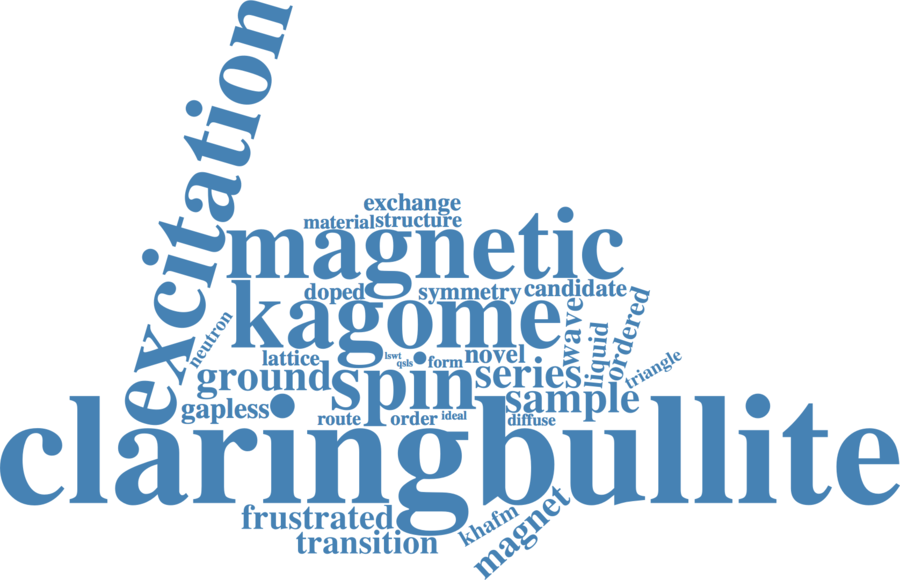 excitation
exchange
material structure
magnetic
doped symmetry candidate
kagome
wave
ordered
liquid
neutron
lattice lswt qsls form novel
ground spin series
triangle
gapless sample
route order ideal diffuse
claringbullite
frustrated khafm
transition magnet